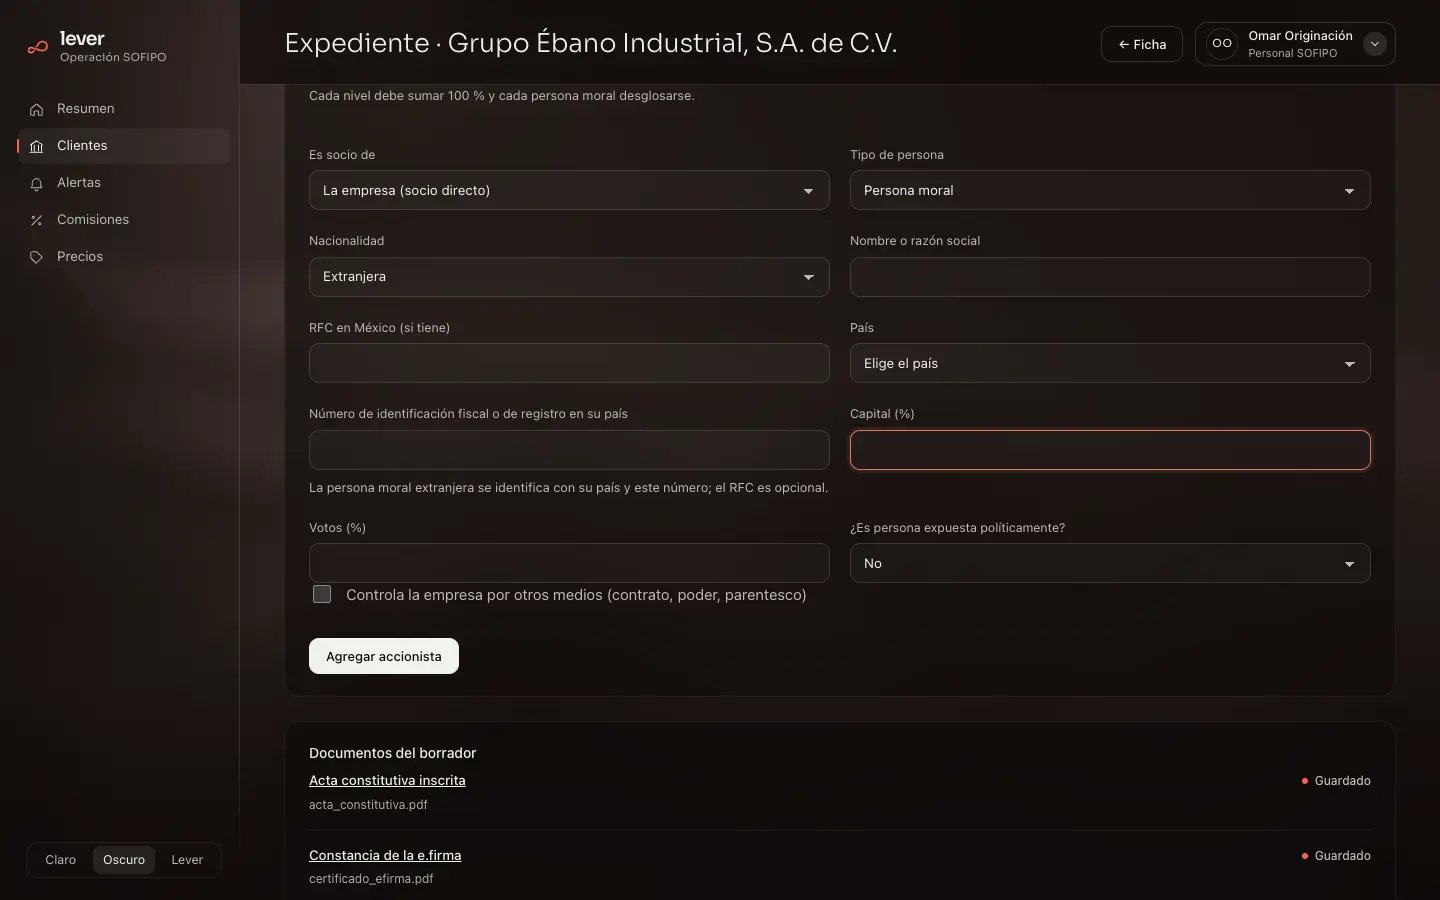 lever
Operación SOFIPO
Resumen
Clientes
Alertas
Comisiones
Precios
Claro
Oscuro
Lever
Expediente · Grupo Ébano Industrial, S.A. de C.V.
← Ficha
OO
Omar Originación
Personal SOFIPO
Cada nivel debe sumar 100 % y cada persona moral desglosarse.
Es socio de
La empresa (socio directo)
Tipo de persona
Persona moral
Nacionalidad
Extranjera
Nombre o razón social
RFC en México (si tiene)
País
Elige el país
Número de identificación fiscal o de registro en su país
La persona moral extranjera se identifica con su país y este número; el RFC es opcional.
Capital (%)
Votos (%)
¿Es persona expuesta políticamente?
No
Controla la empresa por otros medios (contrato, poder, parentesco)
Agregar accionista
Documentos del borrador
Acta constitutiva inscrita
acta_constitutiva.pdf
Guardado
Constancia de la e.firma
certificado_efirma.pdf
Guardado